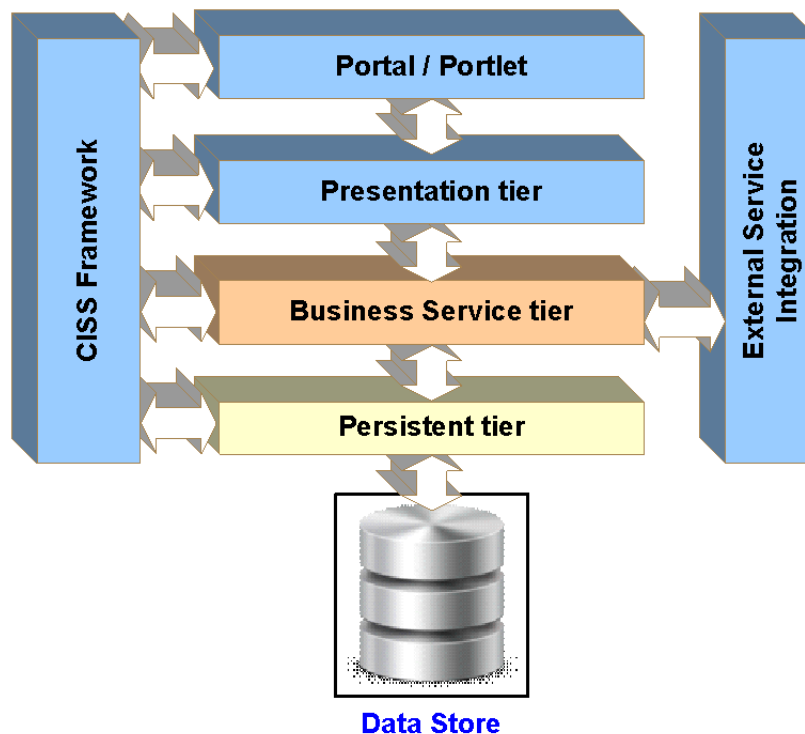 Portal / Portlet
Presentation tier
Business Service tier
Persistent tier
CISS Framework
External Service
Integration
Data Store